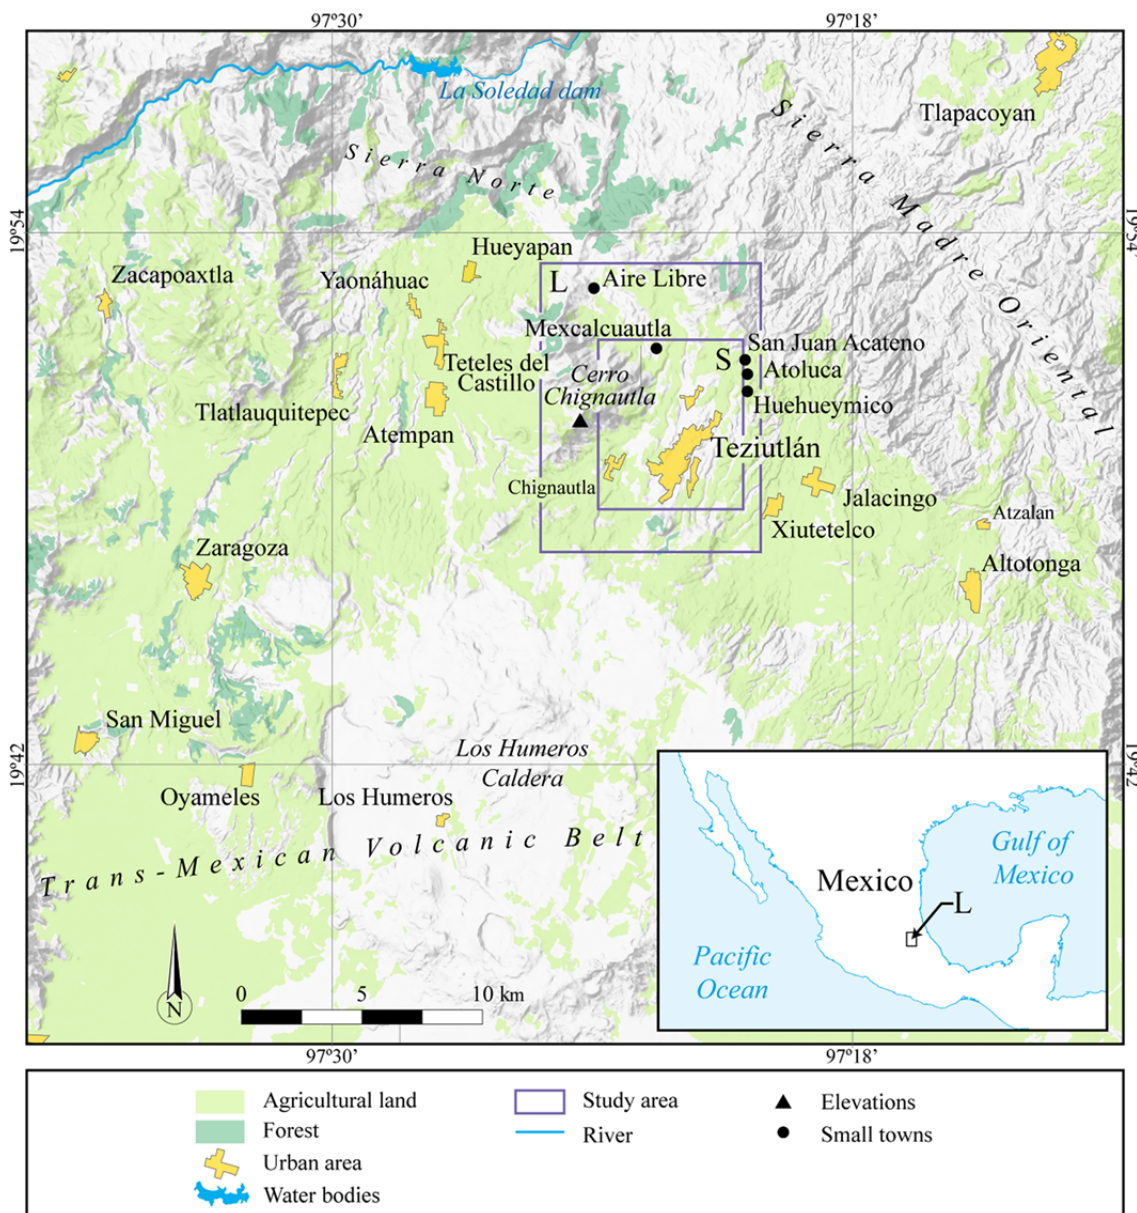 97°30’
97°18’
La Soledad dam
Tlapacoyan
Sierra Norte
Sierra Madre Oriental
19°54’
19°54’
Hueyapan
Zacapoaxtla
Yaonáhuac
L
Aire Libre
Mexcalcuautla
San Juan Acateno
S
Atoluca
Teteles del
Castillo
Cerro
Chignautla
Huehueymico
Tlatlauquitepec
Atempan
Teziutlán
Chignautla
Jalacingo
Atzalan
Xiutetelco
Zaragoza
Altotonga
San Miguel
Los Humeros
Caldera
19°42
19°42’
Oyameles
Los Humeros
Trans-Mexican Volcanic Belt
Gulf of
Mexico
Mexico
L
Pacific
Ocean
N
0
5
10 km
97°30’
97°18’
Agricultural land
Study area
Elevations
Forest
River
Small towns
Urban area
Water bodies